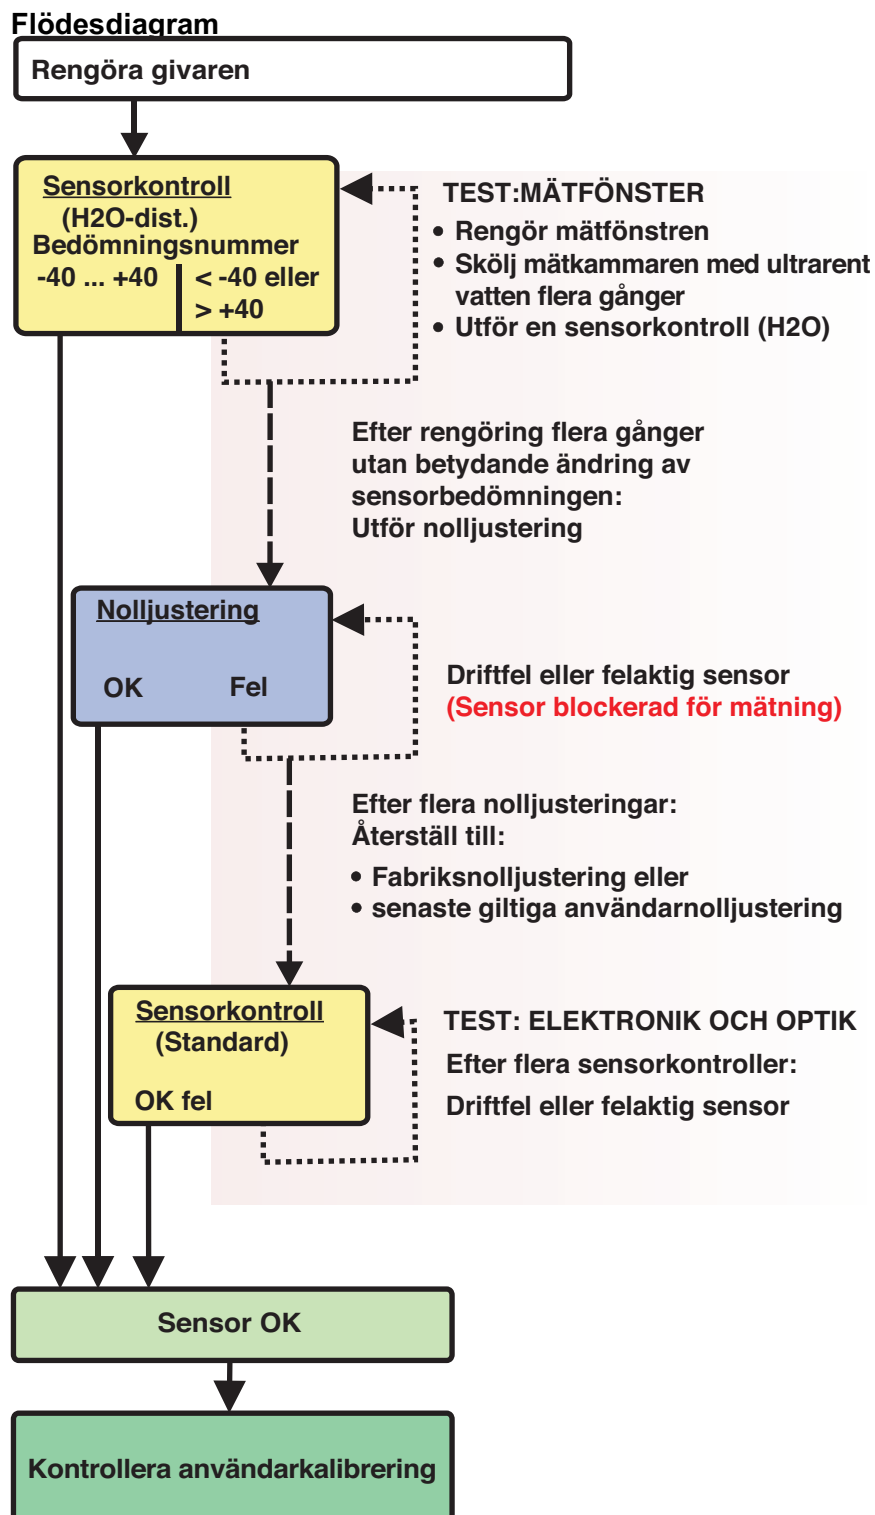 Flödesdiagram
Rengöra givaren
Sensorkontroll
(H2O-dist.)
Bedömningsnummer
-40 ... +40
< -40 eller
> +40
TEST:MÄTFÖNSTER
• Rengör mätfönstren
• Skölj mätkammaren med ultrarent
vatten flera gånger
• Utför en sensorkontroll (H2O)
Efter rengöring flera gånger
utan betydande ändring av
sensorbedömningen:
Utför nolljustering
Nolljustering
OK
Fel
Driftfel eller felaktig sensor
(Sensor blockerad för mätning)
Efter flera nolljusteringar:
Återställ till:
• Fabriksnolljustering eller
• senaste giltiga användarnolljustering
Sensorkontroll
(Standard)
OK fel
TEST: ELEKTRONIK OCH OPTIK
Efter flera sensorkontroller:
Driftfel eller felaktig sensor
Sensor OK
Kontrollera användarkalibrering